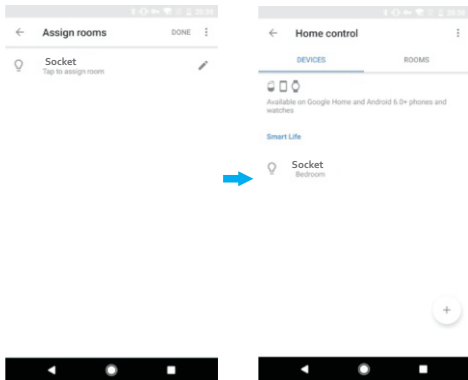 Assign rooms DONE
Socket
Tap to assign room
Home control
DEVICES ROOMS
Available on Google Home and Android 6.0+ phones and
watches
Smart Life
Socket
Bedroom